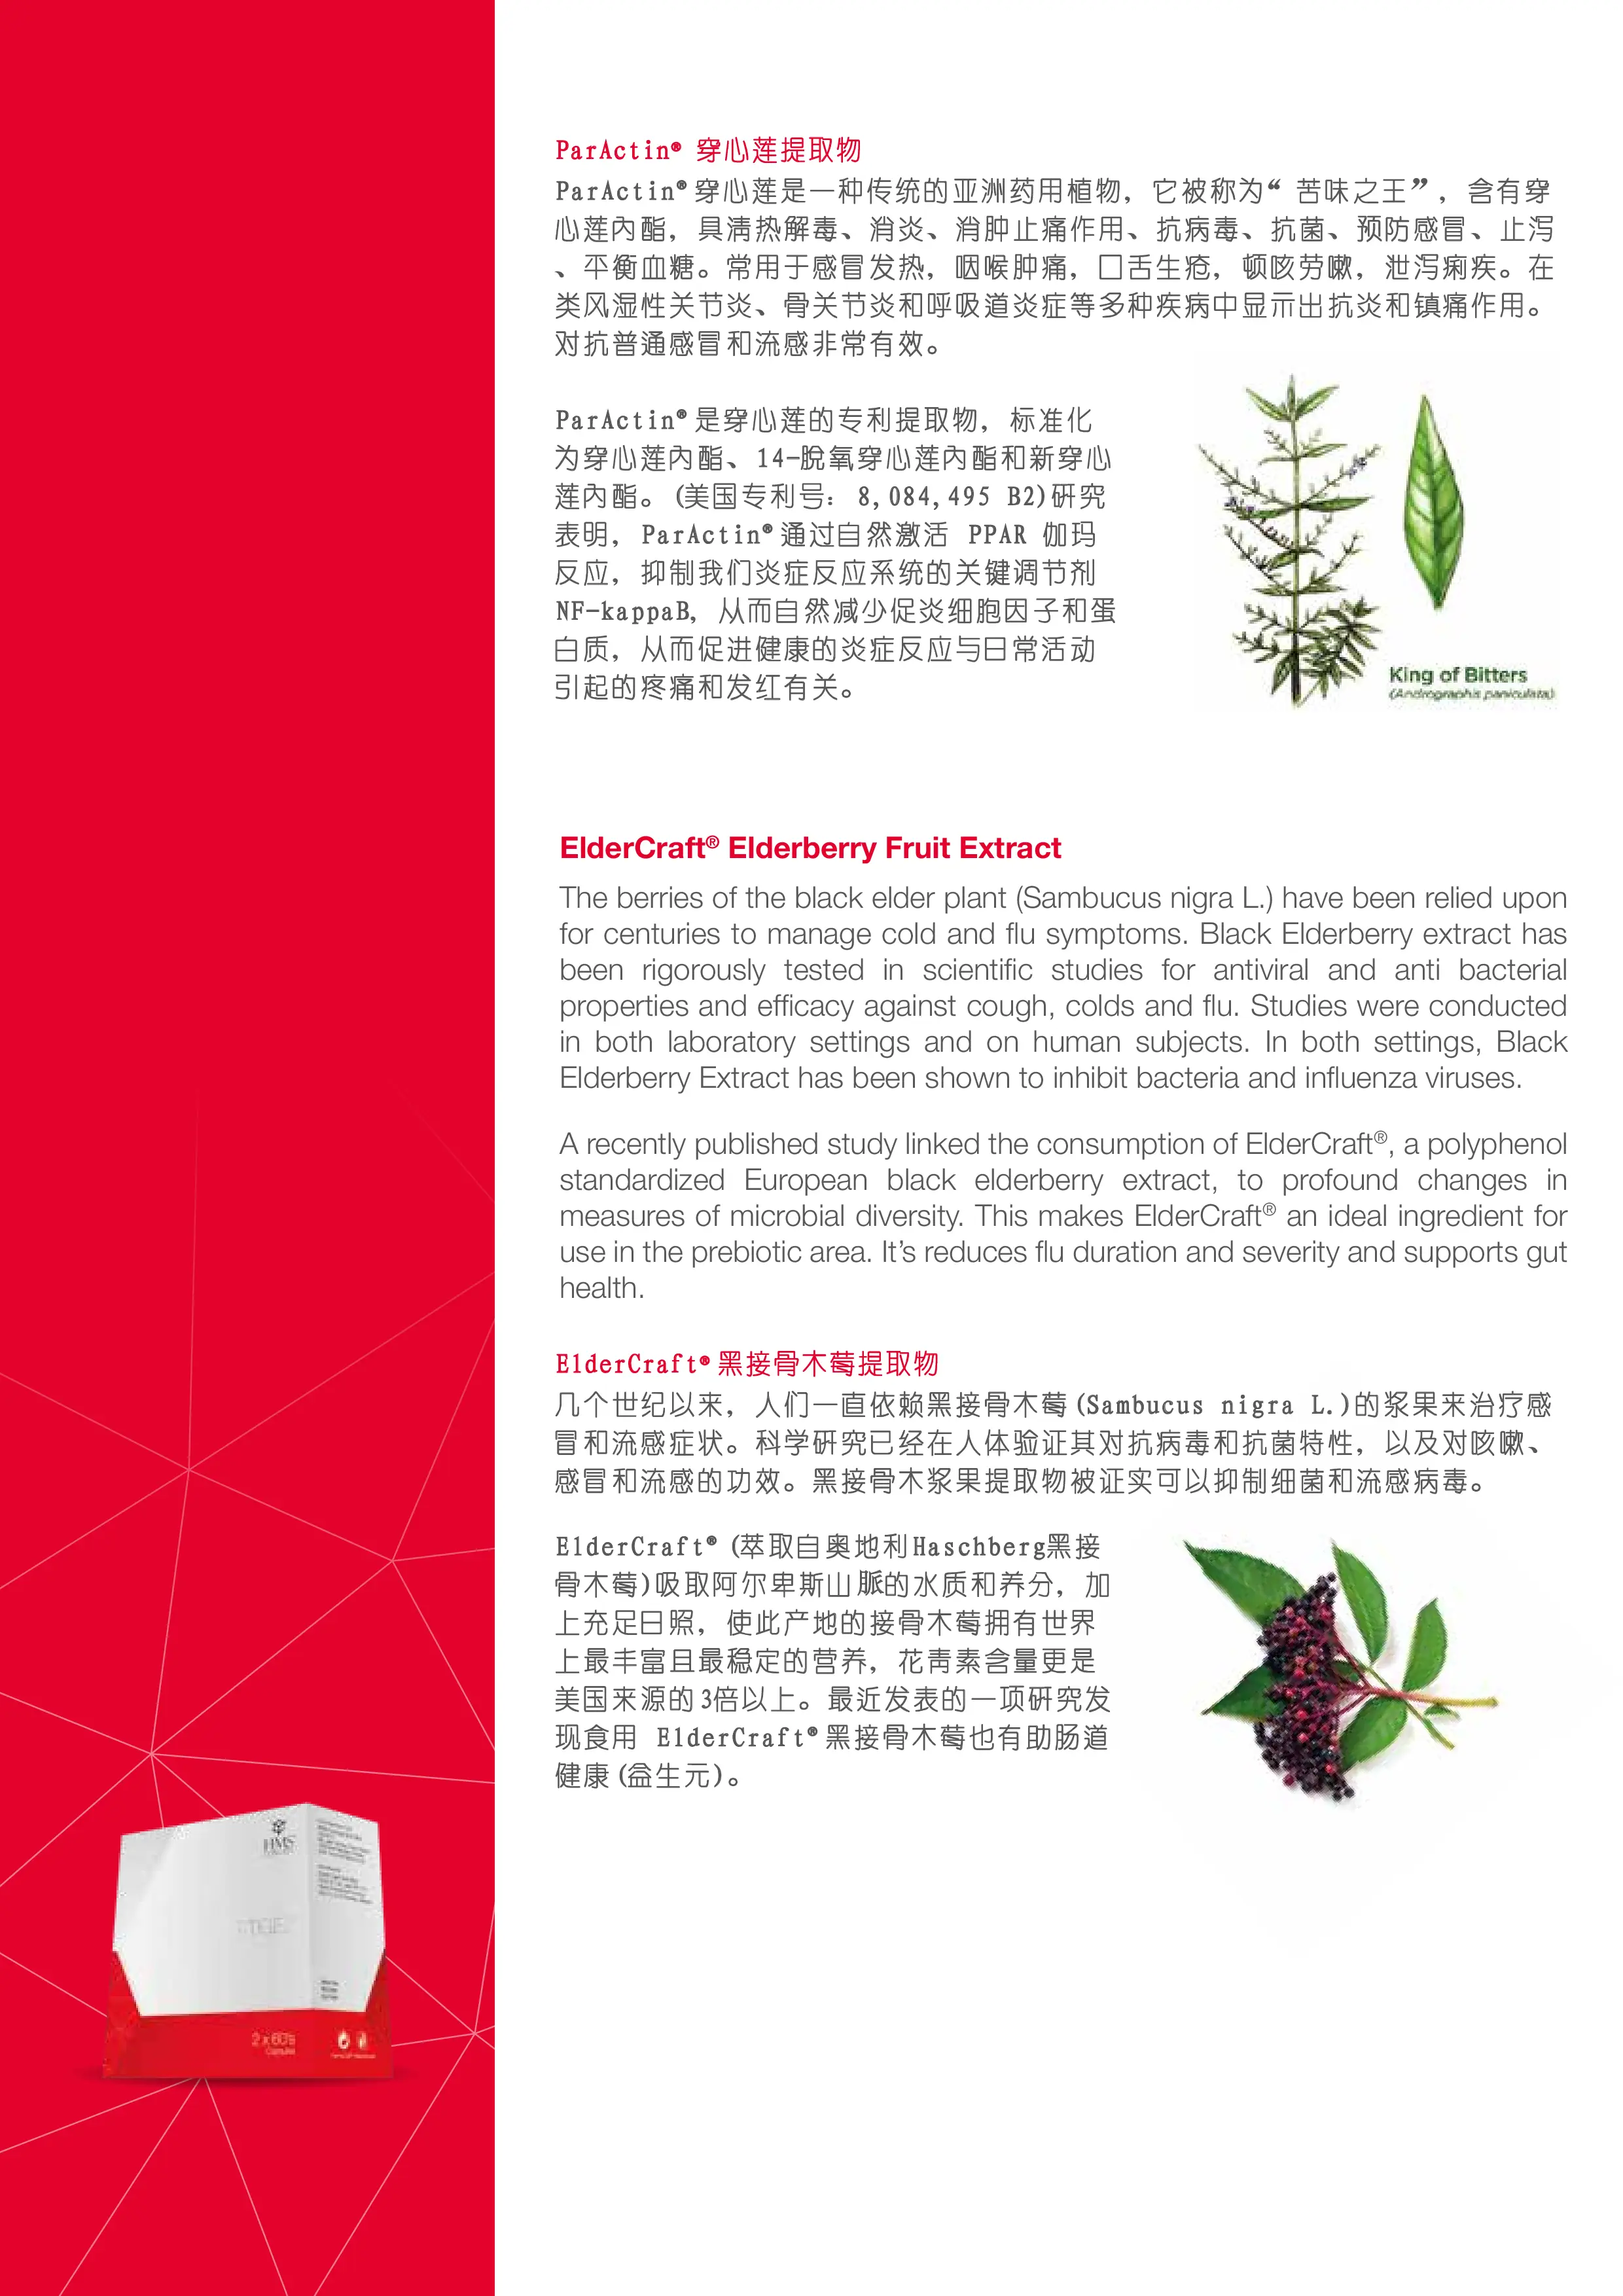 ParActin® 穿心莲提取物
ParActin®穿心莲是一种传统的亚洲药用植物，它被称为“苦味之王”，含有穿
心莲内酯，具清热解毒、消炎、消肿止痛作用、抗病毒、抗菌、预防感冒、止泻
、平衡血糖。常用于感冒发热，咽喉肿痛，口舌生疮，顿咳劳嗽，泄泻痢疾。在
类风湿性关节炎、骨关节炎和呼吸道炎症等多种疾病中显示出抗炎和镇痛作用。
对抗普通感冒和流感非常有效。
ParActin®是穿心莲的专利提取物，标准化
为穿心莲内酯、14-脱氧穿心莲内酯和新穿心
莲内酯。(美国专利号：8,084,495 B2)研究
表明，ParActin®通过自然激活 PPAR 伽玛
反应，抑制我们炎症反应系统的关键调节剂
NF-kappaB，从而自然减少促炎细胞因子和蛋
白质，从而促进健康的炎症反应与日常活动
引起的疼痛和发红有关。
King of Bitters
(Andrographis paniculata)
ElderCraft® Elderberry Fruit Extract
The berries of the black elder plant (Sambucus nigra L.) have been relied upon
for centuries to manage cold and flu symptoms. Black Elderberry extract has
been rigorously tested in scientific studies for antiviral and anti bacterial
properties and efficacy against cough, colds and flu. Studies were conducted
in both laboratory settings and on human subjects. In both settings, Black
Elderberry Extract has been shown to inhibit bacteria and influenza viruses.
A recently published study linked the consumption of ElderCraft®, a polyphenol
standardized European black elderberry extract, to profound changes in
measures of microbial diversity. This makes ElderCraft® an ideal ingredient for
use in the prebiotic area. It’s reduces flu duration and severity and supports gut
health.
ElderCraft®黑接骨木莓提取物
几个世纪以来，人们一直依赖黑接骨木莓(Sambucus nigra L.)的浆果来治疗感
冒和流感症状。科学研究已经在人体验证其对抗病毒和抗菌特性，以及对咳嗽、
感冒和流感的功效。黑接骨木浆果提取物被证实可以抑制细菌和流感病毒。
ElderCraft® (萃取自奥地利Haschberg黑接
骨木莓)吸取阿尔卑斯山脈的水质和养分，加
上充足日照，使此产地的接骨木莓拥有世界
上最丰富且最稳定的营养，花青素含量更是
美国来源的3倍以上。最近发表的一项研究发
现食用 ElderCraft®黑接骨木莓也有助肠道
健康(益生元)。
HMS
2 x 60's
Capsules